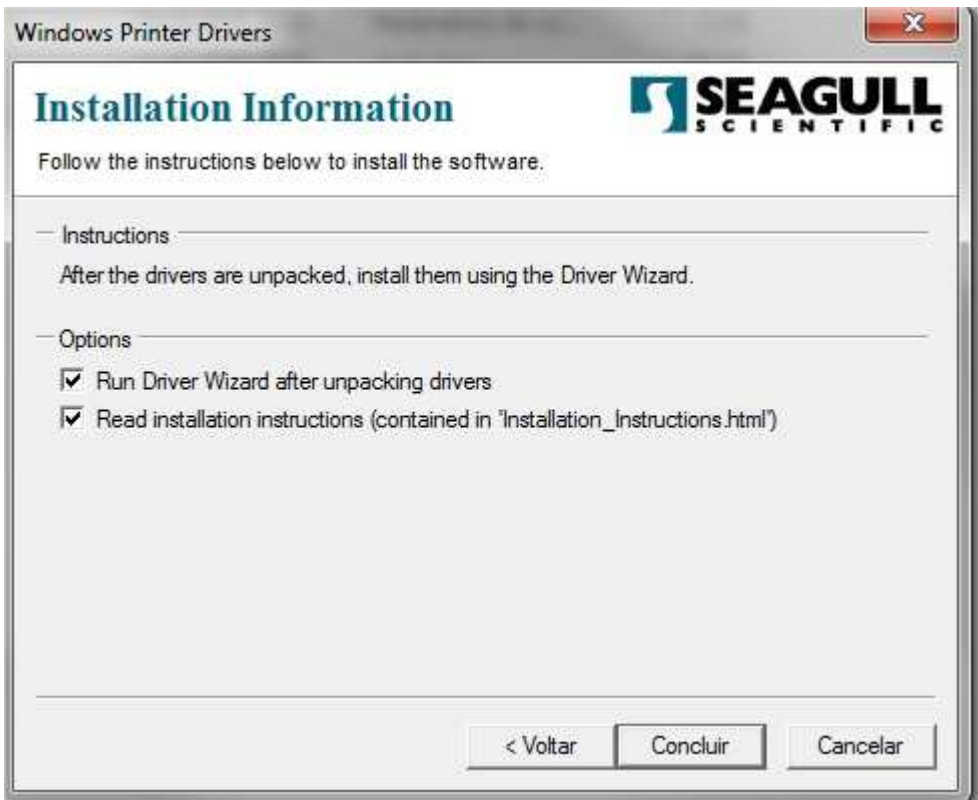 Windows Printer Drivers
Installation Information
SEAGULL
SCIENTIFIC
Follow the instructions below to install the software.
Instructions
After the drivers are unpacked, install them using the Driver Wizard.
Options
Run Driver Wizard after unpacking drivers
Read installation instructions (contained in 'Installation_Instructions.html')
< Voltar
Concluir
Cancelar